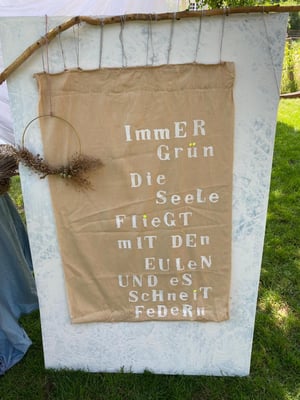 ImmER
Grün
Die
SEELe
FLieGT
miT DEn
EULeN
UND eS
ScHNeiT
FeDERN